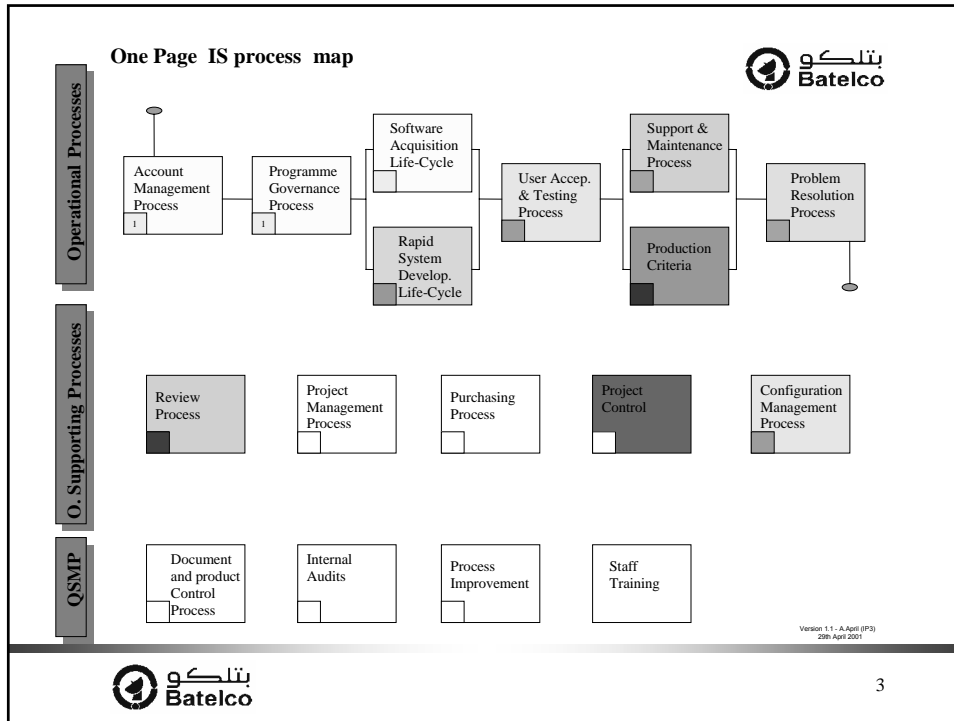 One Page IS process map
بتلكو
Batelco
Operational Processes
Account
Management
Process
1
Programme
Governance
Process
1
Software
Acquisition
Life-Cycle
Rapid
System
Develop.
Life-Cycle
User Accep.
& Testing
Process
Support &
Maintenance
Process
Production
Criteria
Problem
Resolution
Process
O. Supporting Processes
Review
Process
Project
Management
Process
Purchasing
Process
Project
Control
Configuration
Management
Process
QSMP
Document
and product
Control
Process
Internal
Audits
Process
Improvement
Staff
Training
Version 1.1 - A.April (IP3)
29th April 2001
بتلكو
Batelco
3